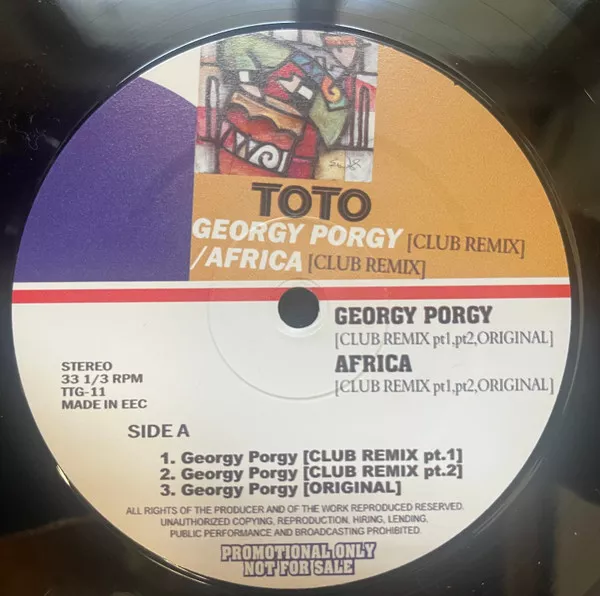 TOTO
GEORGY PORGY [CLUB REMIX]
/AFRICA [CLUB REMIX]
GEORGY PORGY
[CLUB REMIX pt1,pt2,ORIGINAL]
AFRICA
[CLUB REMIX pt1,pt2,ORIGINAL]
STEREO
33 1/3 RPM
TTG-11
MADE IN EEC
SIDE A
1. Georgy Porgy [CLUB REMIX pt.1]
2. Georgy Porgy [CLUB REMIX pt.2]
3. Georgy Porgy [ORIGINAL]
ALL RIGHTS OF THE PRODUCER AND OF THE WORK REPRODUCED RESERVED.
UNAUTHORIZED COPYING, REPRODUCTION, HIRING, LENDING,
PUBLIC PERFORMANCE AND BROADCASTING PROHIBITED.
PROMOTIONAL ONLY
NOT FOR SALE